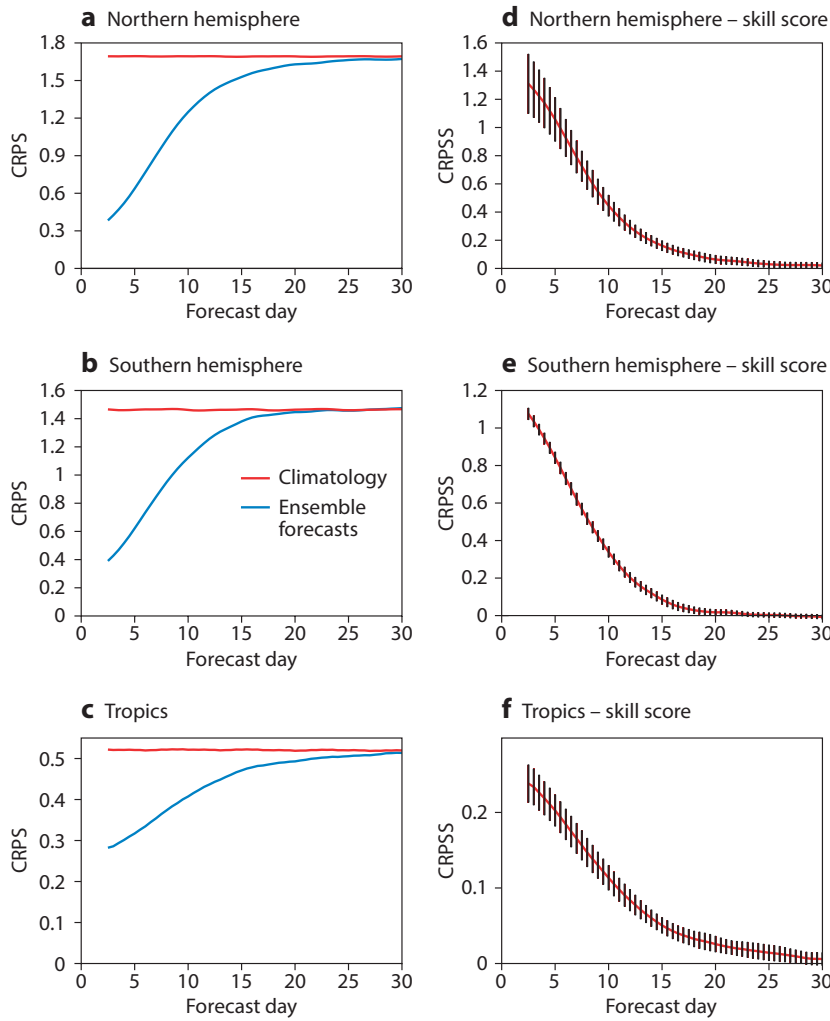 a Northern hemisphere
CRPS
1.8
1.5
1.2
0.9
0.6
0.3
0
0 5 10 15 20 25 30
Forecast day
d Northern hemisphere – skill score
CRPSS
1.6
1.4
1.2
1
0.8
0.6
0.4
0.2
0
0 5 10 15 20 25 30
Forecast day
b Southern hemisphere
CRPS
1.6
1.4
1.2
1
0.8
0.6
0.4
0.2
0
Climatology
Ensemble
forecasts
0 5 10 15 20 25 30
Forecast day
e Southern hemisphere – skill score
CRPSS
1.2
1
0.8
0.6
0.4
0.2
0
0 5 10 15 20 25 30
Forecast day
c Tropics
CRPS
0.5
0.4
0.3
0.2
0.1
0
0 5 10 15 20 25 30
Forecast day
f Tropics – skill score
CRPSS
0.2
0.1
0
0 5 10 15 20 25 30
Forecast day